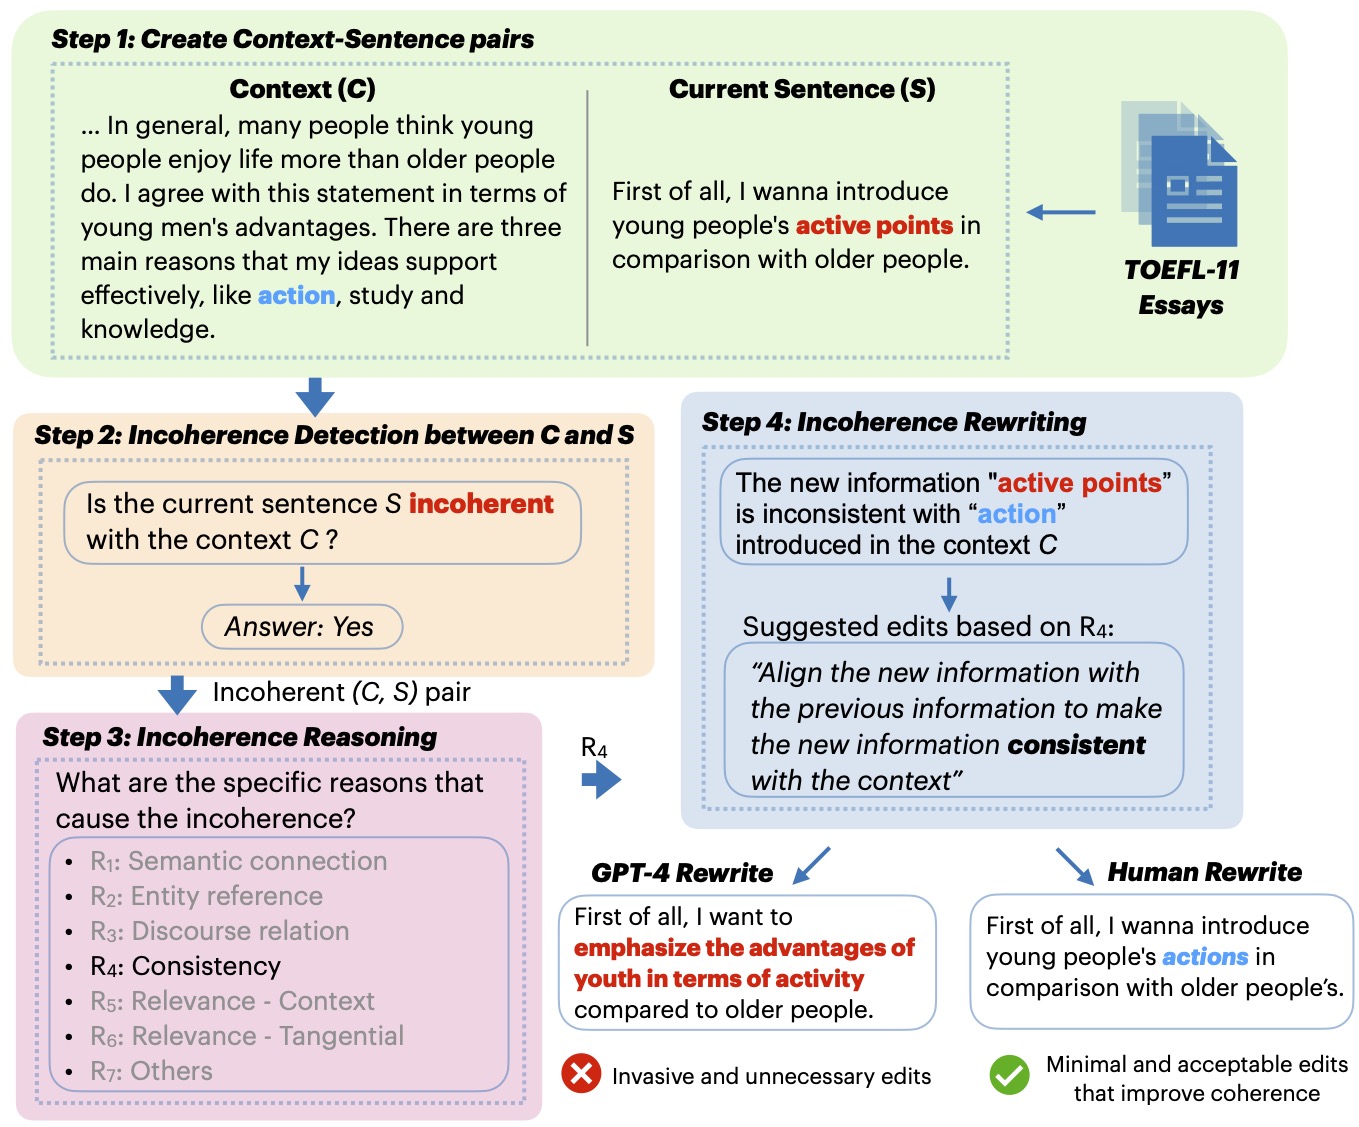 Step 1: Create Context-Sentence pairs
Context (C)
... In general, many people think young
people enjoy life more than older people
do. I agree with this statement in terms of
young men's advantages. There are three
main reasons that my ideas support
effectively, like action, study and
knowledge.
Current Sentence (S)
First of all, I wanna introduce
young people's active points in
comparison with older people.
TOEFL-11
Essays
Step 2: Incoherence Detection between C and S
Is the current sentence S incoherent
with the context C ?
Answer: Yes
Incoherent (C, S) pair
Step 3: Incoherence Reasoning
What are the specific reasons that
cause the incoherence?
• R₁: Semantic connection
• R₂: Entity reference
• R₃: Discourse relation
• R₄: Consistency
• R₅: Relevance - Context
• R₆: Relevance - Tangential
• R₇: Others
R₄
Step 4: Incoherence Rewriting
The new information "active points”
is inconsistent with “action”
introduced in the context C
Suggested edits based on R₄:
“Align the new information with
the previous information to make
the new information consistent
with the context”
GPT-4 Rewrite
First of all, I want to
emphasize the advantages of
youth in terms of activity
compared to older people.
Invasive and unnecessary edits
Human Rewrite
First of all, I wanna introduce
young people's actions in
comparison with older people’s.
Minimal and acceptable edits
that improve coherence